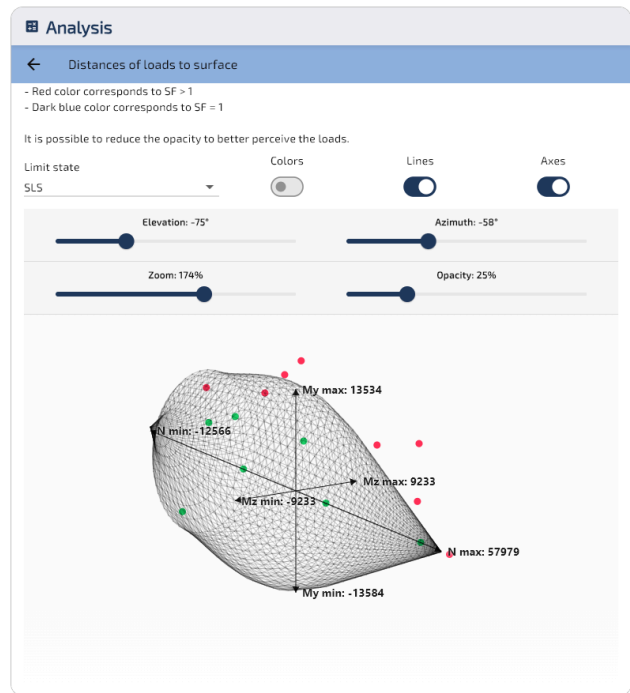 Analysis
Distances of loads to surface
- Red color corresponds to SF > 1
- Dark blue color corresponds to SF = 1
It is possible to reduce the opacity to better perceive the loads.
Limit state
Colors
Lines
Axes
SLS
Elevation: -75°
Azimuth: -58°
Zoom: 174%
Opacity: 25%
My max: 13534
N min: -12566
Mz max: 9233
Mz min: -9233
N max: 57979
My min: -13584